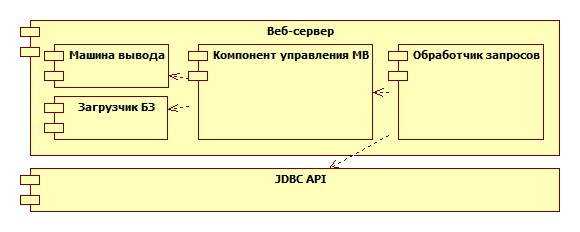 Веб-сервер
Машина вывода
Компонент управления МВ
Обработчик запросов
Загрузчик БЗ
JDBC API